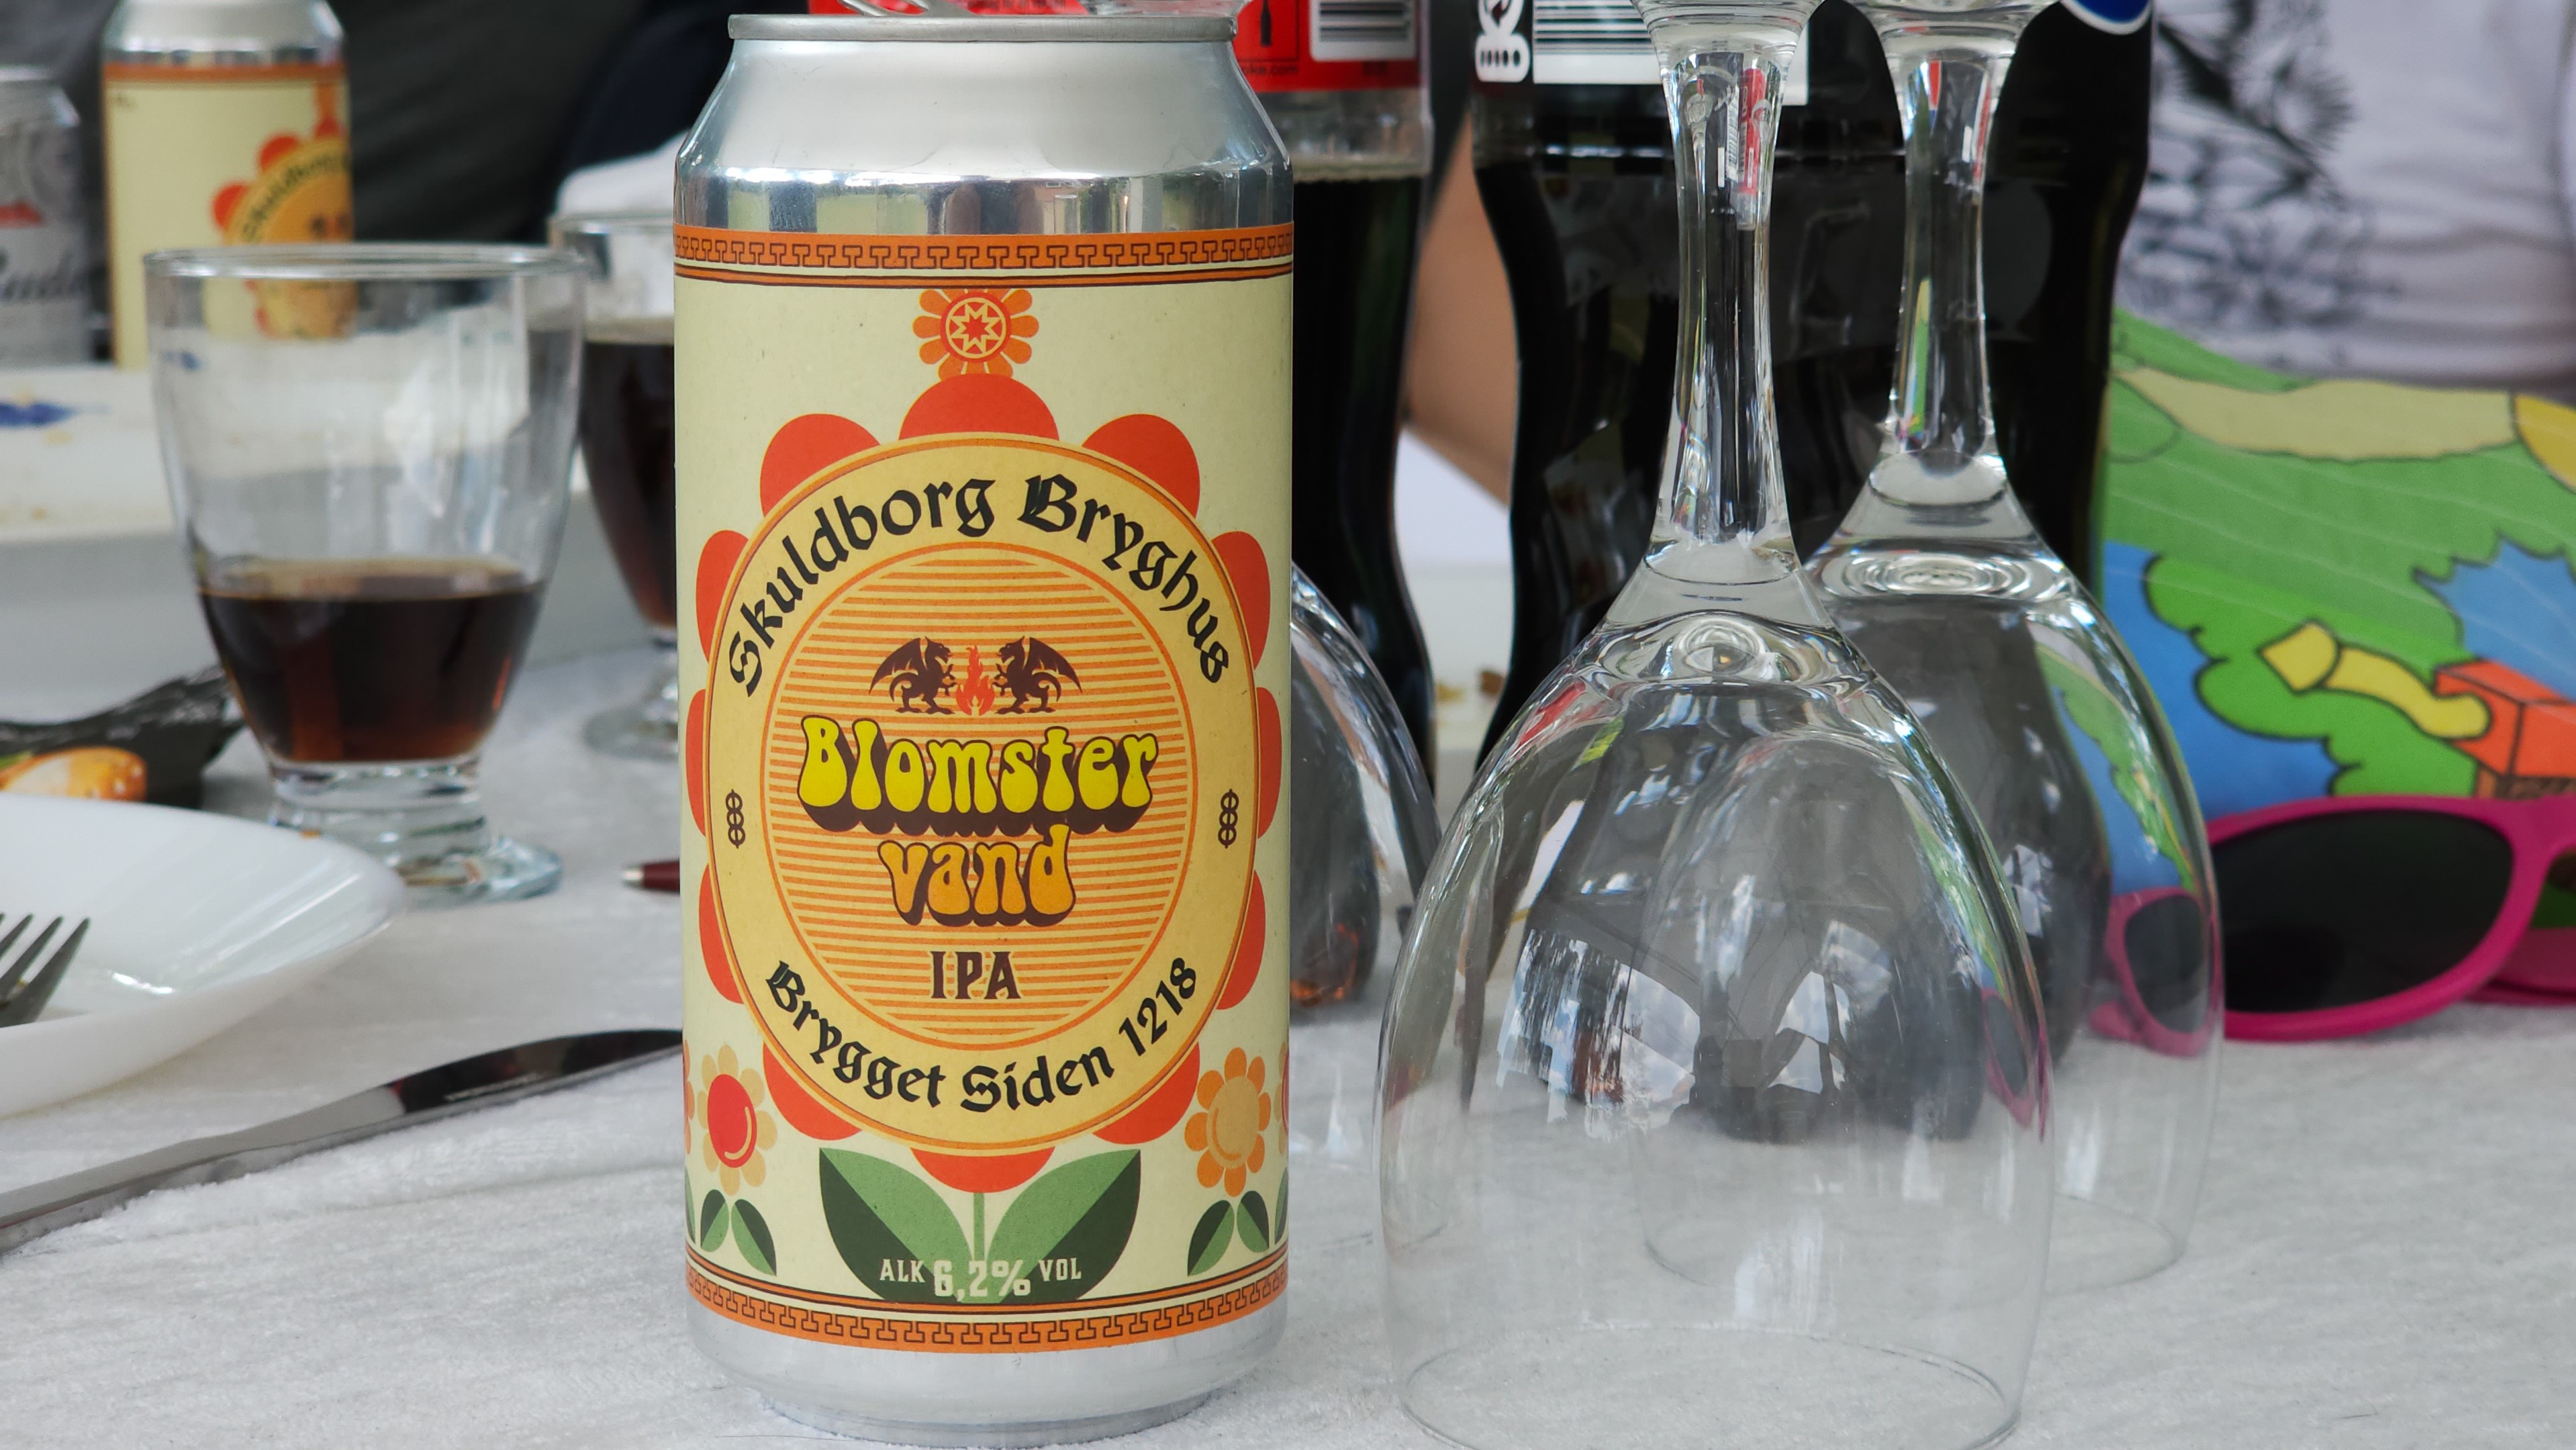 Skuldborg Bryghus
Blomster
vand
IPA
Brygget Siden 1218
ALK 6,2% VOL